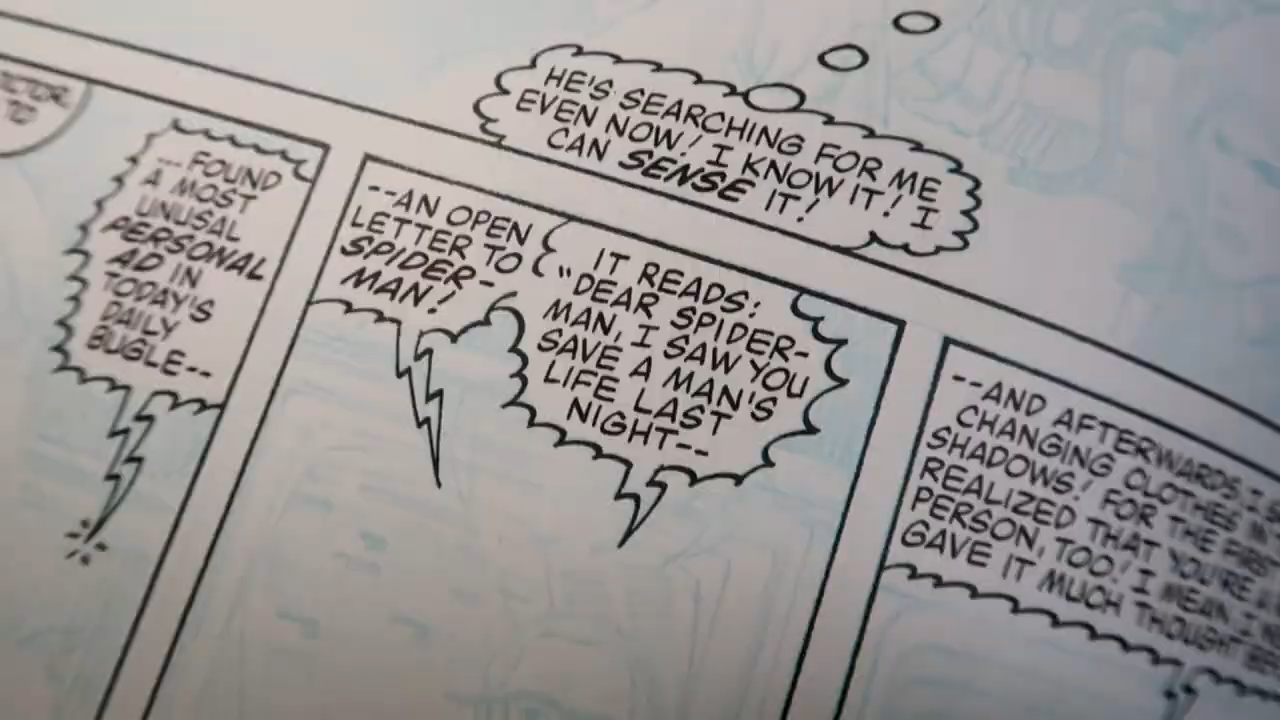 HE'S SEARCHING FOR ME
EVEN NOW! I KNOW IT! I
CAN SENSE IT!
... FOUND
A MOST
UNUSAL
PERSONAL
AD IN
TODAY'S
DAILY
BUGLE--
--AN OPEN
LETTER TO
SPIDER-
MAN!
IT READS:
"DEAR SPIDER-
MAN, I SAW YOU
SAVE A MAN'S
LIFE LAST
NIGHT--
--AND AFTERWARDS I
CHANGING CLOTHES IN
SHADOWS! FOR THE FIRST
REALIZED THAT YOU'RE A
PERSON, TOO! I MEAN, I
GAVE IT MUCH THOUGHT